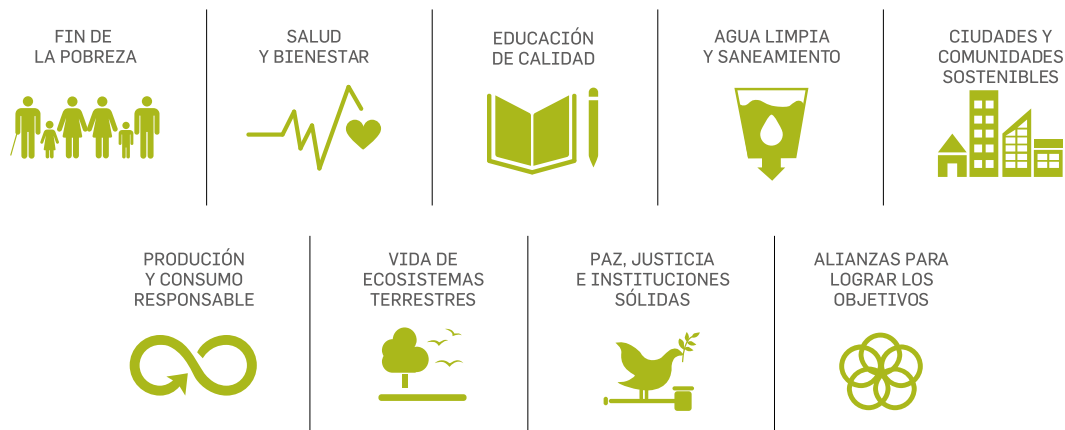 FIN DE
LA POBREZA
SALUD
Y BIENESTAR
EDUCACIÓN
DE CALIDAD
AGUA LIMPIA
Y SANEAMIENTO
CIUDADES Y
COMUNIDADES
SOSTENIBLES
PRODUCIÓN
Y CONSUMO
RESPONSABLE
VIDA DE
ECOSISTEMAS
TERRESTRES
PAZ, JUSTICIA
E INSTITUCIONES
SÓLIDAS
ALIANZAS PARA
LOGRAR LOS
OBJETIVOS